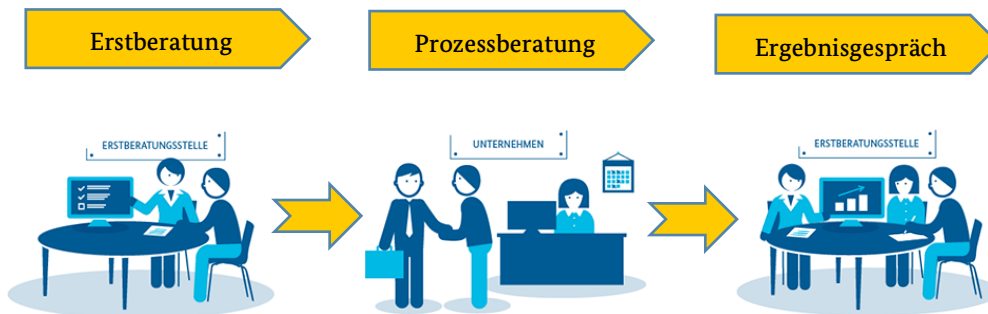 Erstberatung
Prozessberatung
Ergebnisgespräch
ERSTBERATUNGSSTELLE
UNTERNEHMEN
ERSTBERATUNGSSTELLE